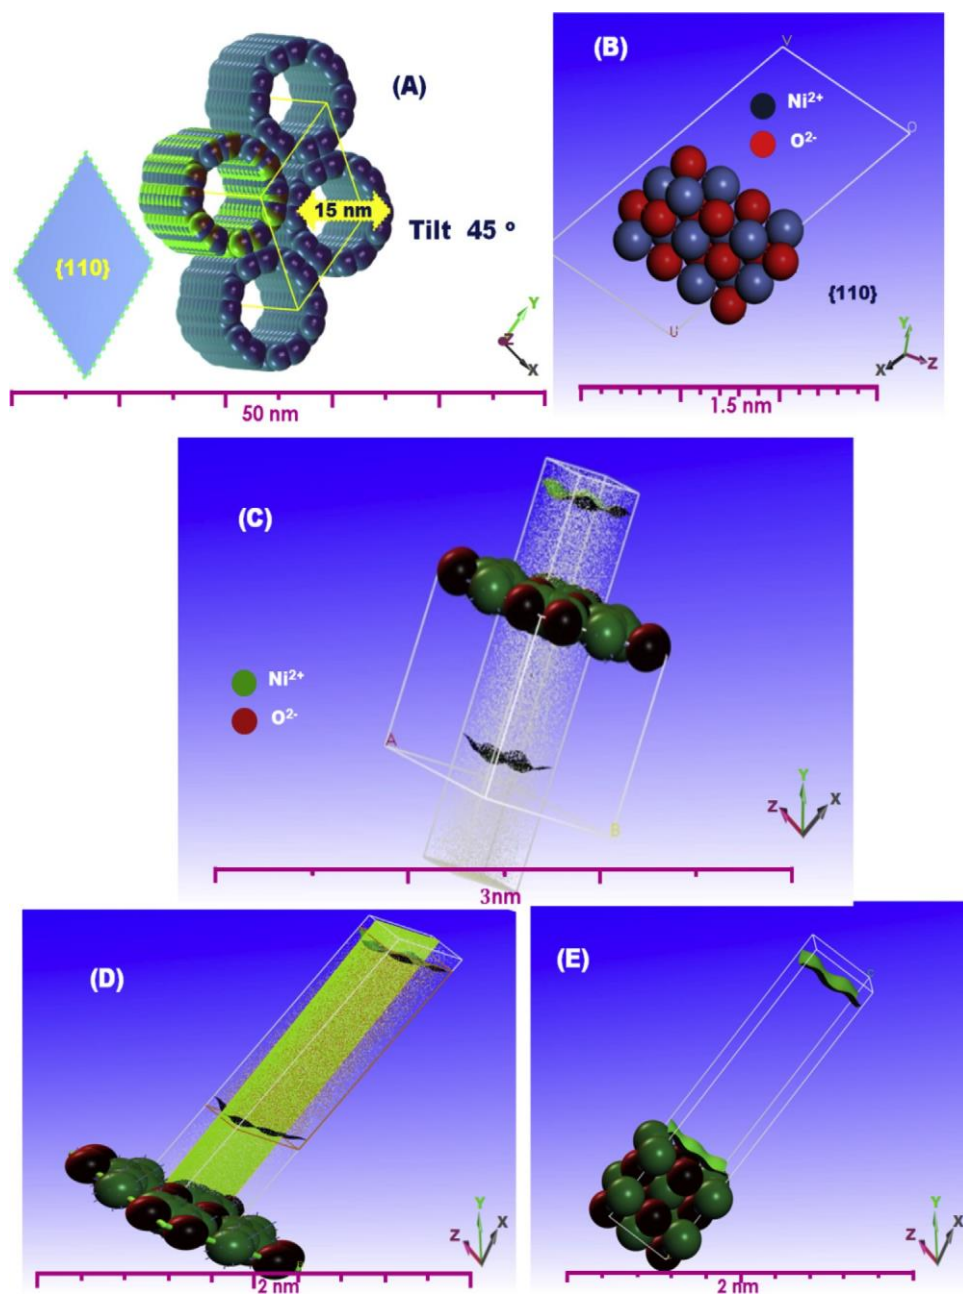 (A)
15 nm
Tilt 45 °
{110}
Y
Z
X
50 nm
(B)
V
Ni2+
O
O2-
{110}
U
Y
X
Z
1.5 nm
(C)
Ni2+
O2-
A
B
Y
Z
X
3nm
(D)
Y
X
Z
2 nm
(E)
Y
X
Z
2 nm